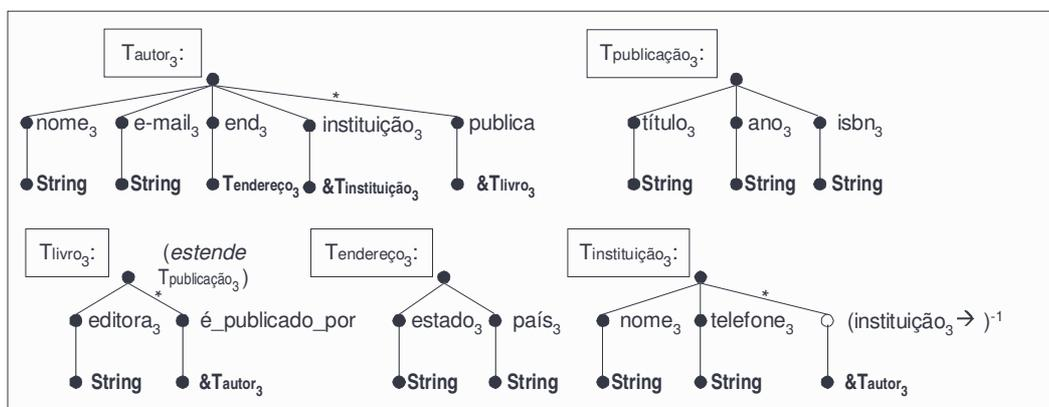 Tautor₃: Tpublicação₃:
*
nome₃ e-mail₃ end₃ instituição₃ publica título₃ ano₃ isbn₃
String String Tendereço₃ &Tinstituição₃ &Tlivro₃ String String String
Tlivro₃: (estende Tendereço₃: Tinstituição₃:
Tpublicação₃)
* *
editora₃ é_publicado_por estado₃ país₃ nome₃ telefone₃ (instituição₃→ )⁻¹
String &Tautor₃ String String String String &Tautor₃